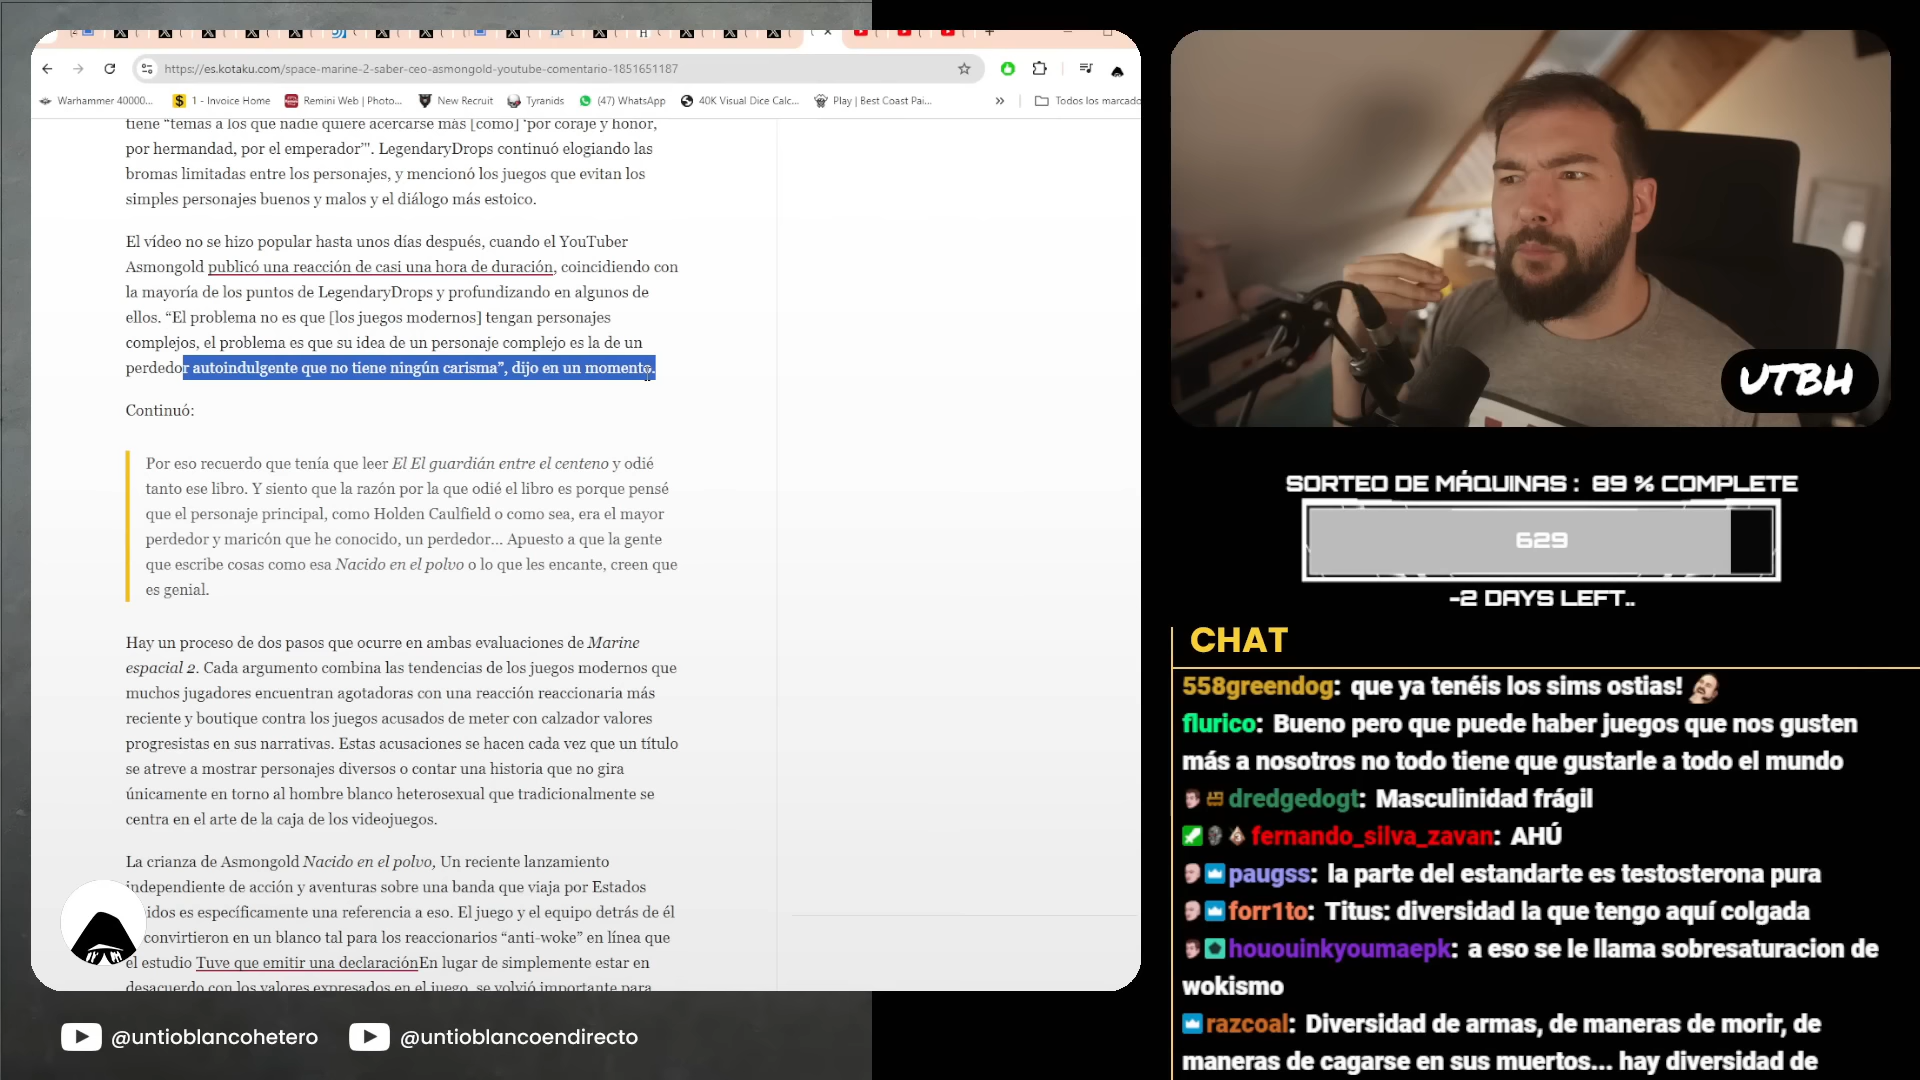 https://es.kotaku.com/space-marine-2-saber-ceo-asmongold-youtube-comentario-1851651187
Warhammer 40000...
1 - Invoice Home
Remini Web | Photo...
New Recruit
Tyranids
(47) WhatsApp
40K Visual Dice Calc...
Play | Best Coast Pai...
»
Todos los marcado
tiene “temas a los que nadie quiere acercarse más [como] ‘por coraje y honor,
por hermandad, por el emperador’”. LegendaryDrops continuó elogiando las
bromas limitadas entre los personajes, y mencionó los juegos que evitan los
simples personajes buenos y malos y el diálogo más estoico.
El vídeo no se hizo popular hasta unos días después, cuando el YouTuber
Asmongold publicó una reacción de casi una hora de duración, coincidiendo con
la mayoría de los puntos de LegendaryDrops y profundizando en algunos de
ellos. “El problema no es que [los juegos modernos] tengan personajes
complejos, el problema es que su idea de un personaje complejo es la de un
perdedor autoindulgente que no tiene ningún carisma”, dijo en un momento.
Continuó:
Por eso recuerdo que tenía que leer El El guardián entre el centeno y odié
tanto ese libro. Y siento que la razón por la que odié el libro es porque pensé
que el personaje principal, como Holden Caulfield o como sea, era el mayor
perdedor y maricón que he conocido, un perdedor... Apuesto a que la gente
que escribe cosas como esa Nacido en el polvo o lo que les encante, creen que
es genial.
Hay un proceso de dos pasos que ocurre en ambas evaluaciones de Marine
espacial 2. Cada argumento combina las tendencias de los juegos modernos que
muchos jugadores encuentran agotadoras con una reacción reaccionaria más
reciente y boutique contra los juegos acusados de meter con calzador valores
progresistas en sus narrativas. Estas acusaciones se hacen cada vez que un título
se atreve a mostrar personajes diversos o contar una historia que no gira
únicamente en torno al hombre blanco heterosexual que tradicionalmente se
centra en el arte de la caja de los videojuegos.
La crianza de Asmongold Nacido en el polvo, Un reciente lanzamiento
independiente de acción y aventuras sobre una banda que viaja por Estados
idos es específicamente una referencia a eso. El juego y el equipo detrás de él
convirtieron en un blanco tal para los reaccionarios “anti-woke” en línea que
el estudio Tuve que emitir una declaraciónEn lugar de simplemente estar en
desacuerdo con los valores expresados en el juego, se volvió importante para
@untioblancohetero
@untioblancoendirecto
UTBH
SORTEO DE MÁQUINAS : 89 % COMPLETE
629
-2 DAYS LEFT..
CHAT
558greendog: que ya tenéis los sims ostias!
flurico: Bueno pero que puede haber juegos que nos gusten
más a nosotros no todo tiene que gustarle a todo el mundo
dredgedogt: Masculinidad frágil
fernando_silva_zavan: AHÚ
paugss: la parte del estandarte es testosterona pura
forr1to: Titus: diversidad la que tengo aquí colgada
hououinkyoumaepk: a eso se le llama sobresaturacion de
wokismo
razcoal: Diversidad de armas, de maneras de morir, de
maneras de cagarse en sus muertos... hay diversidad de